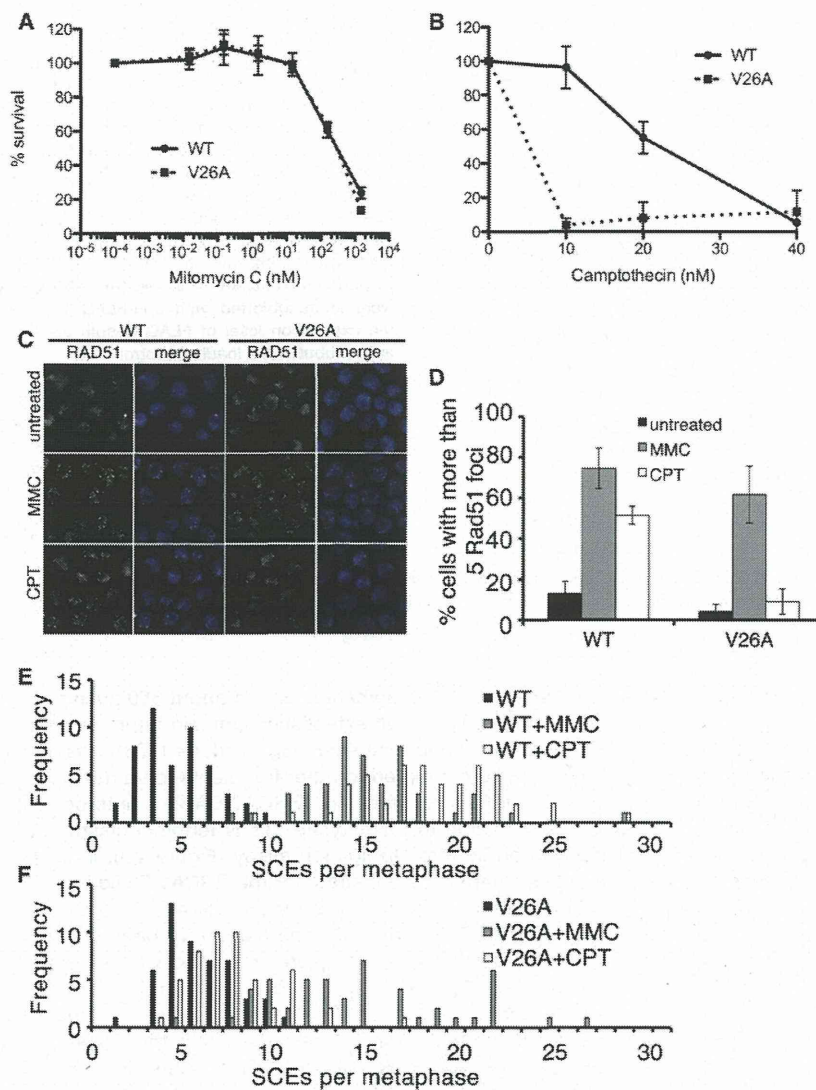 A
120
100
80
60
40
20
0
% survival
WT
V26A
10-5 10-4 10-3 10-2 10-1 100 101 102 103 104
Mitomycin C (nM)
B
120
100
80
60
40
20
0
WT
V26A
0 10 20 30 40
Camptothecin (nM)
C
WT V26A
RAD51 merge RAD51 merge
untreated
MMC
CPT
D
100
80
60
40
20
0
% cells with more than
5 Rad51 foci
untreated
MMC
CPT
WT V26A
E
15
10
5
0
Frequency
WT
WT+MMC
WT+CPT
0 5 10 15 20 25 30
SCEs per metaphase
F
15
10
5
0
Frequency
V26A
V26A+MMC
V26A+CPT
0 5 10 15 20 25 30
SCEs per metaphase